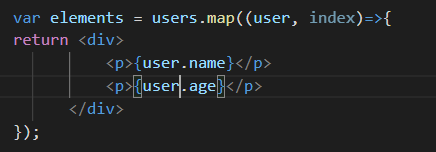 var elements = users.map((user, index)=>{
return <div>
<p>{user.name}</p>
<p>{user.age}</p>
</div>
});